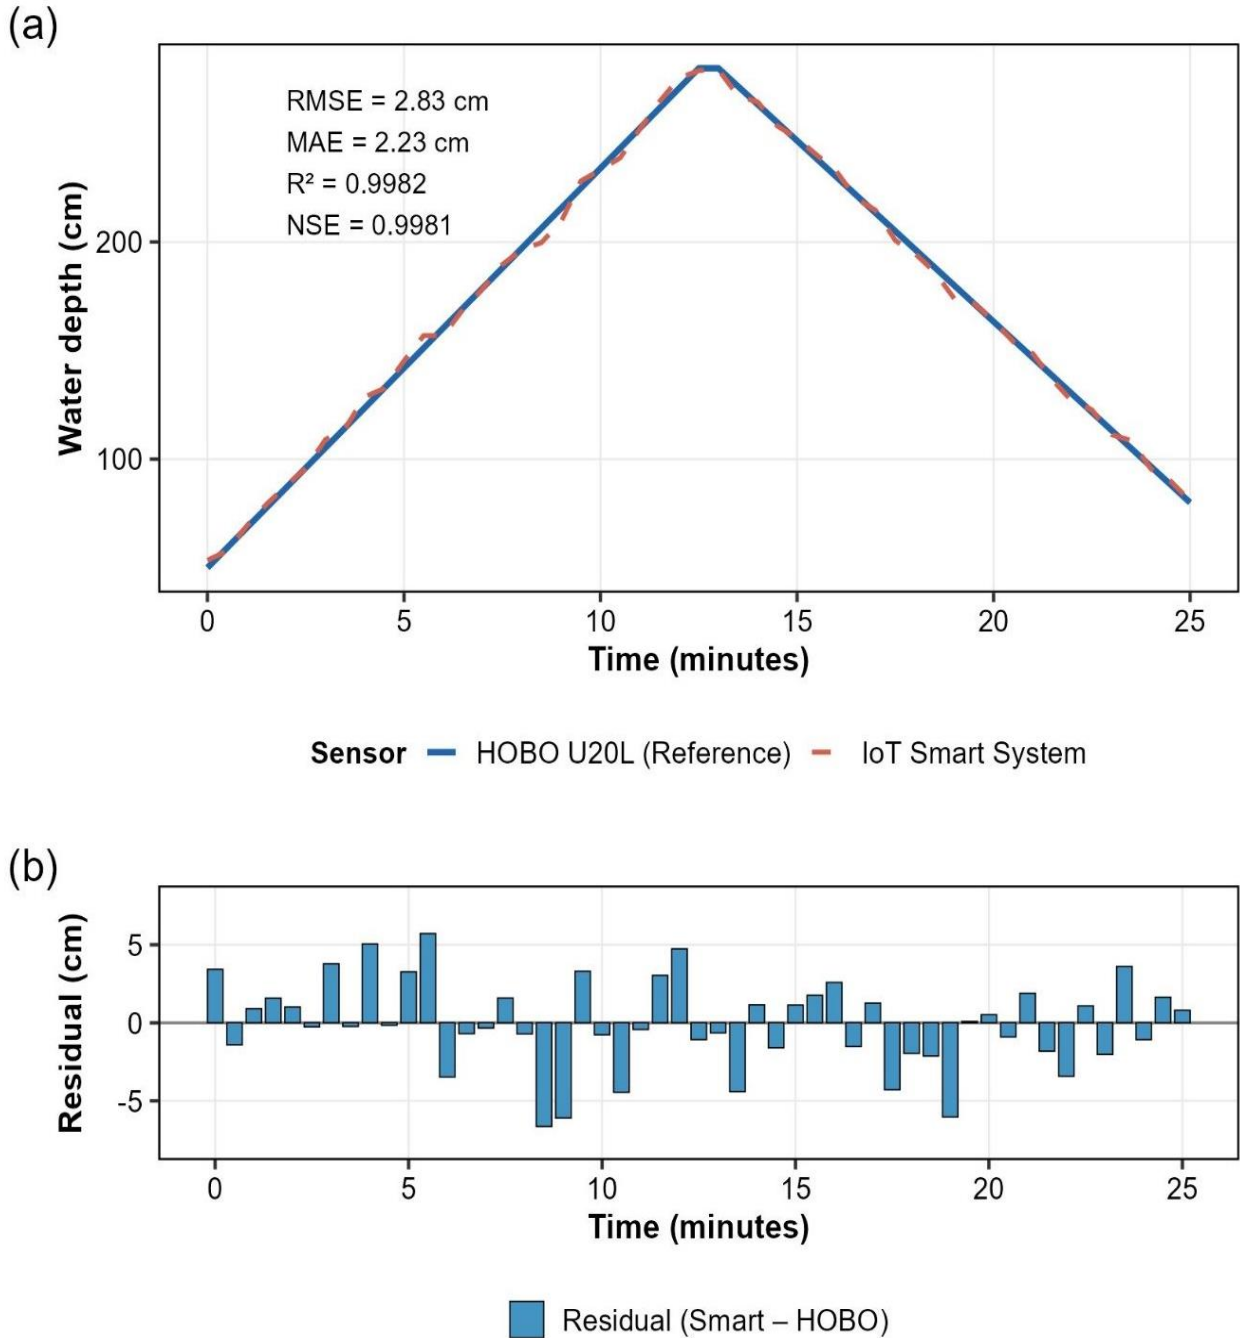 (a)
RMSE = 2.83 cm
MAE = 2.23 cm
R² = 0.9982
NSE = 0.9981
Water depth (cm)
200
100
0 5 10 15 20 25
Time (minutes)
Sensor HOBO U20L (Reference) IoT Smart System
(b)
Residual (cm)
5
0
-5
0 5 10 15 20 25
Time (minutes)
Residual (Smart – HOBO)